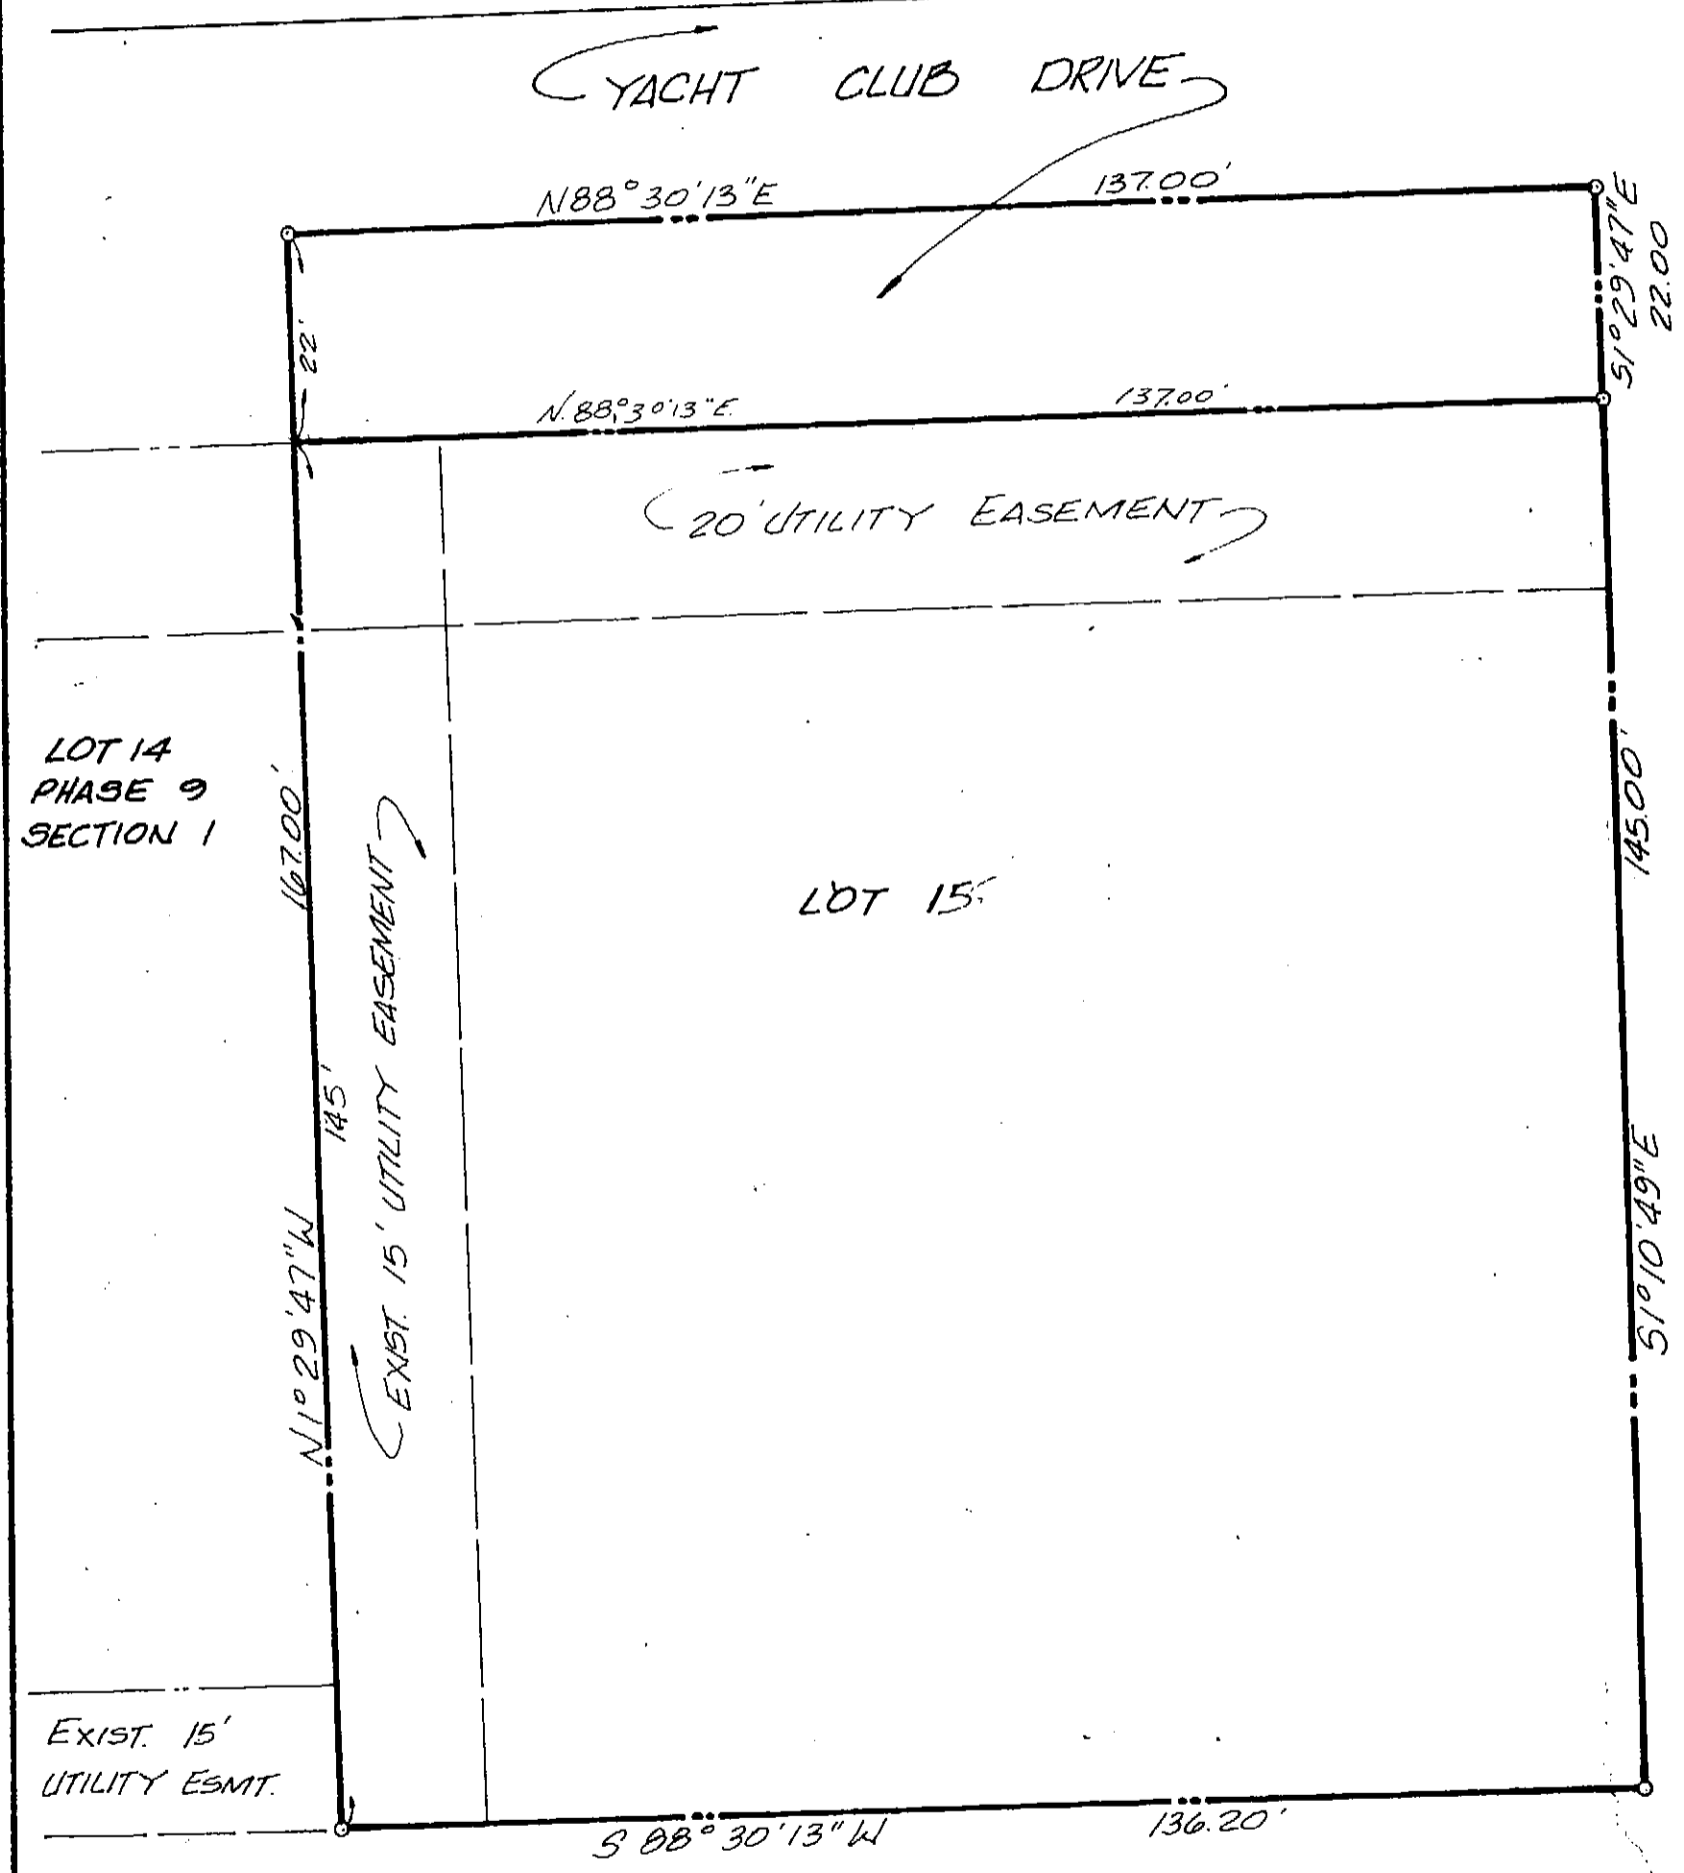 YACHT CLUB DRIVE
N88°30'13"E 137.00'
S1°29'47"E
22.00
22'
N.88°30'13"E. 137.00'
20' UTILITY EASEMENT
LOT 14
PHASE 9
SECTION 1
167.00'
145.00'
LOT 15
EXIST. 15' UTILITY EASEMENT
145'
N1°29'47"W
S1°10'49"E
EXIST. 15'
UTILITY ESMT.
S 88°30'13" W 136.20'